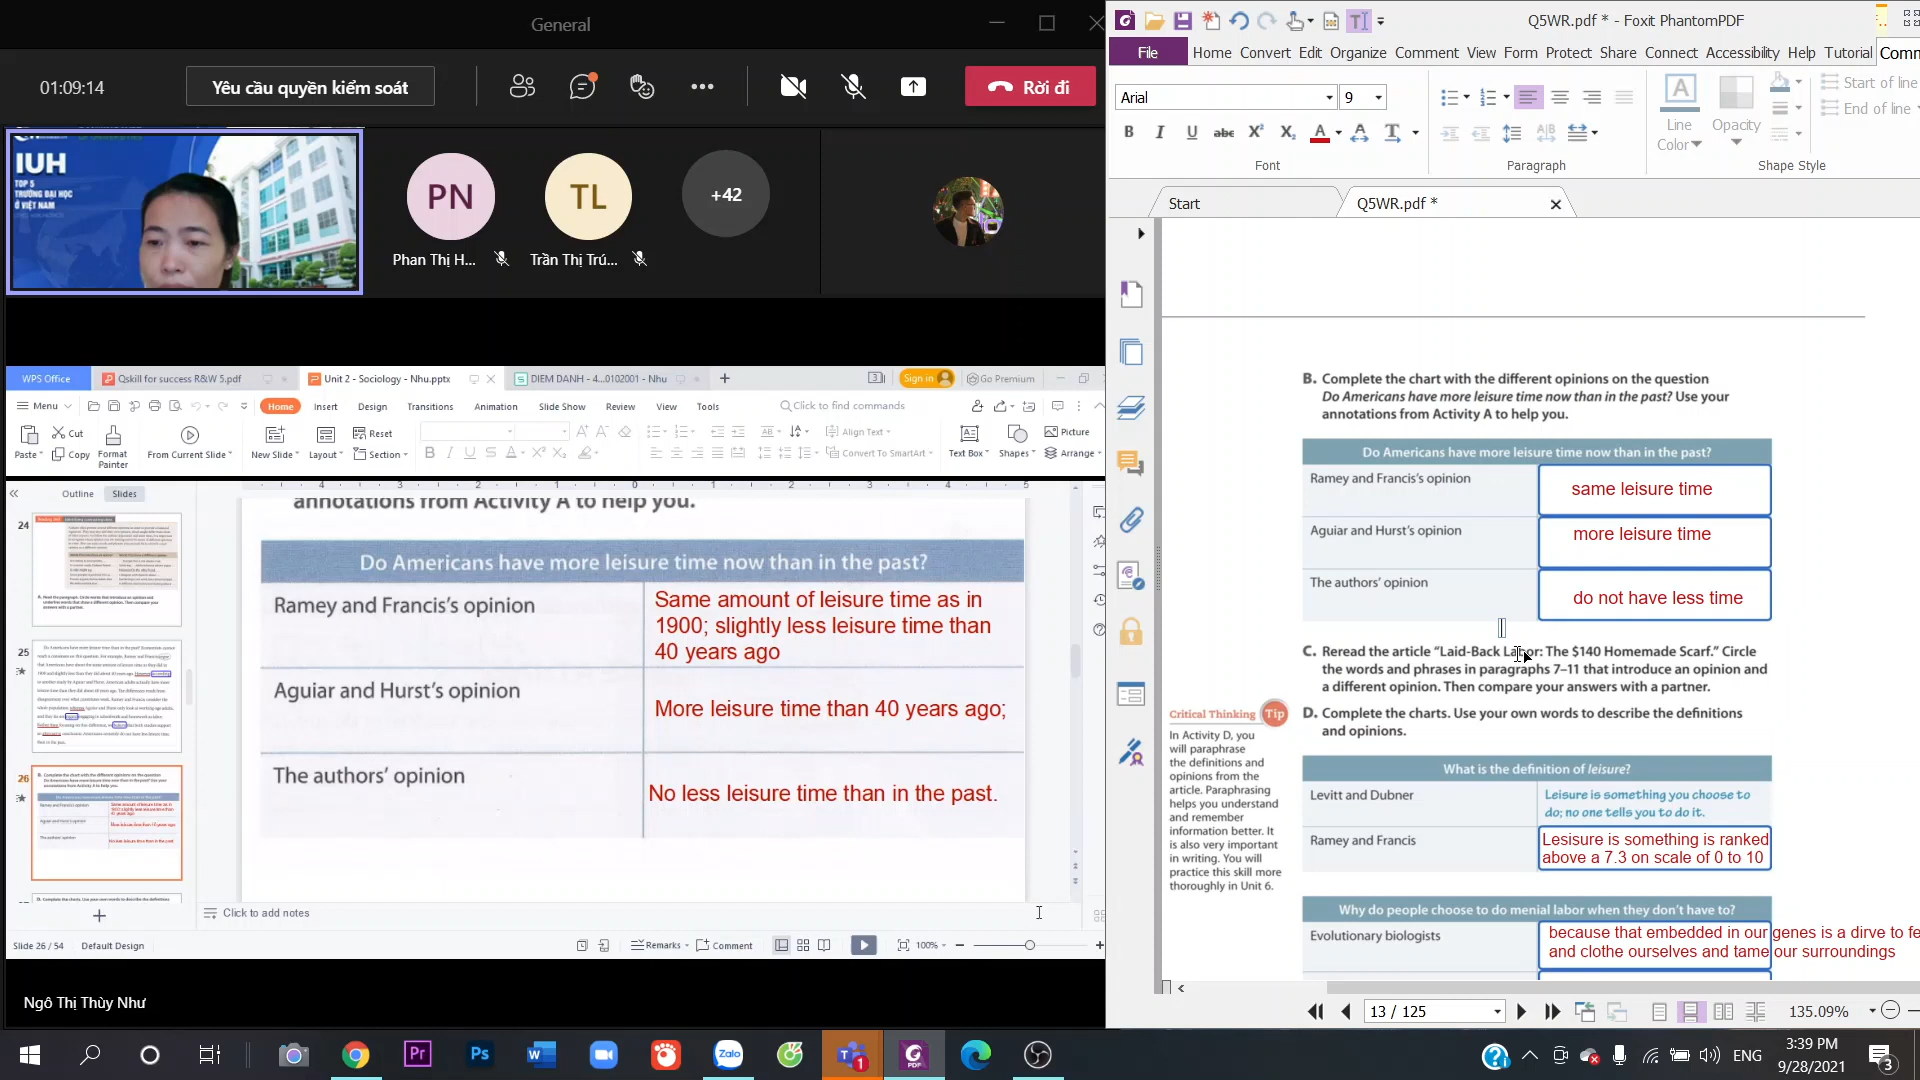 General
01:09:14
Yêu cầu quyền kiểm soát
Rời đi
IUH
TOP 5
TRƯỜNG ĐẠI HỌC
Ở VIỆT NAM
PN
TL
+42
Phan Thị H...
Trần Thị Trú...
WPS Office
Qskill for success R&W 5.pdf
Unit 2 - Sociology - Nhu.pptx
DIEM DANH - 4...0102001 - Nhu
Sign in
Go Premium
Menu
Home
Insert
Design
Transitions
Animation
Slide Show
Review
View
Tools
Click to find commands
Paste
Cut
Copy
Format
Painter
From Current Slide
New Slide
Layout
Reset
Section
Align Text
Convert to SmartArt
Text Box
Shapes
Picture
Arrange
Outline
Slides
24
25
26
annotations from Activity A to help you.
Do Americans have more leisure time now than in the past?
Ramey and Francis's opinion
Same amount of leisure time as in
1900; slightly less leisure time than
40 years ago
Aguiar and Hurst's opinion
More leisure time than 40 years ago;
The authors' opinion
No less leisure time than in the past.
Click to add notes
Slide 26 / 54
Default Design
Remarks
Comment
100%
Ngô Thị Thùy Như
Q5WR.pdf * - Foxit PhantomPDF
File
Home
Convert
Edit
Organize
Comment
View
Form
Protect
Share
Connect
Accessibility
Help
Tutorial
Comm
Arial
9
Font
Paragraph
Line
Color
Opacity
Start of line
End of line
Shape Style
Start
Q5WR.pdf *
B. Complete the chart with the different opinions on the question
Do Americans have more leisure time now than in the past? Use your
annotations from Activity A to help you.
Do Americans have more leisure time now than in the past?
Ramey and Francis's opinion
same leisure time
Aguiar and Hurst's opinion
more leisure time
The authors' opinion
do not have less time
C. Reread the article "Laid-Back Labor: The $140 Homemade Scarf." Circle
the words and phrases in paragraphs 7–11 that introduce an opinion and
a different opinion. Then compare your answers with a partner.
Critical Thinking Tip
In Activity D, you
will paraphrase
the definitions and
opinions from the
article. Paraphrasing
helps you understand
and remember
information better. It
is also very important
in writing. You will
practice this skill more
thoroughly in Unit 6.
D. Complete the charts. Use your own words to describe the definitions
and opinions.
What is the definition of leisure?
Levitt and Dubner
Leisure is something you choose to
do; no one tells you to do it.
Ramey and Francis
Lesisure is something is ranked
above a 7.3 on scale of 0 to 10
Why do people choose to do menial labor when they don't have to?
Evolutionary biologists
because that embedded in our genes is a dirve to fe
and clothe ourselves and tame our surroundings
13 / 125
135.09%
ENG
3:39 PM
9/28/2021